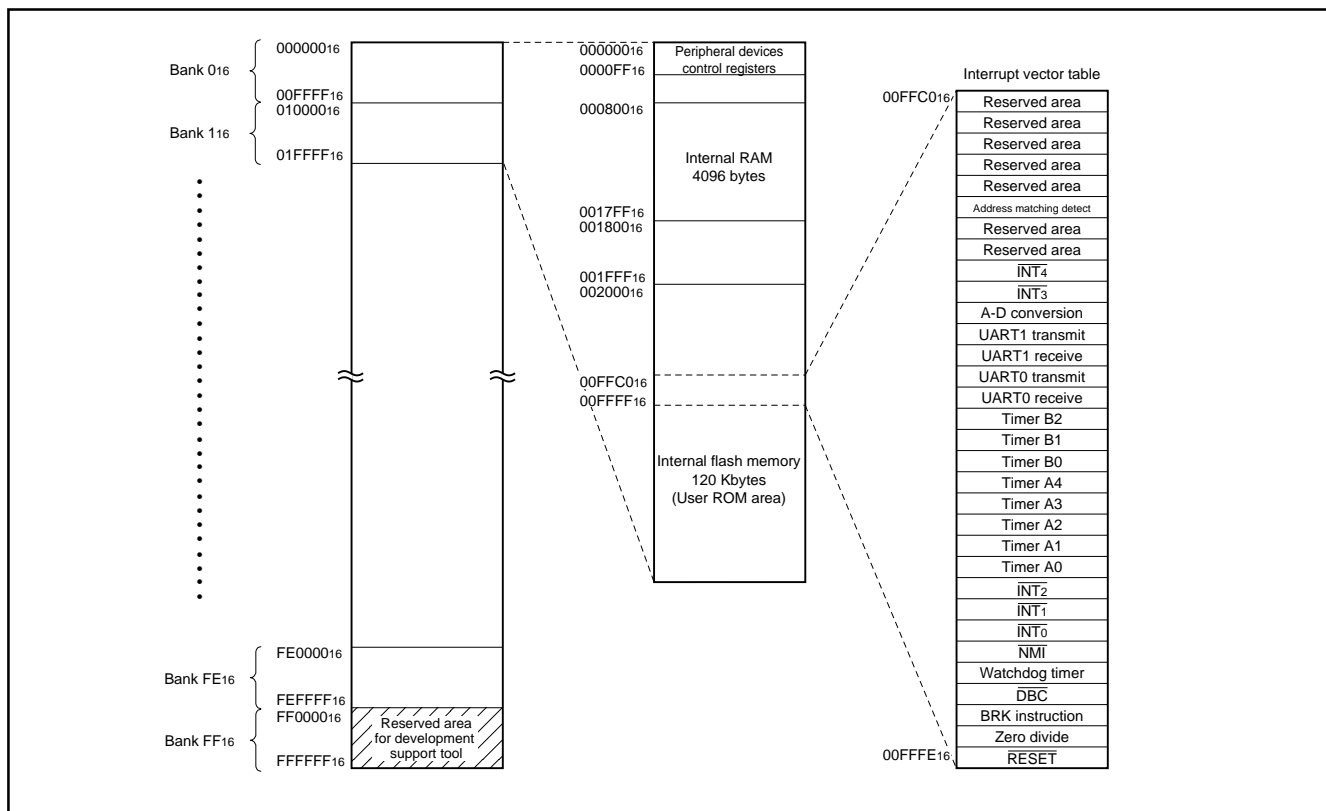 000000₁₆
Bank 0₁₆
00FFFF₁₆
010000₁₆
Bank 1₁₆
01FFFF₁₆
FE0000₁₆
Bank FE₁₆
FEFFFF₁₆
FF0000₁₆
Bank FF₁₆
FFFFFF₁₆
Reserved area
for development
support tool
000000₁₆
Peripheral devices
control registers
0000FF₁₆
000800₁₆
Internal RAM
4096 bytes
0017FF₁₆
001800₁₆
001FFF₁₆
002000₁₆
00FFC0₁₆
00FFFF₁₆
Internal flash memory
120 Kbytes
(User ROM area)
Interrupt vector table
00FFC0₁₆
Reserved area
Reserved area
Reserved area
Reserved area
Reserved area
Address matching detect
Reserved area
Reserved area
INT4
INT3
A-D conversion
UART1 transmit
UART1 receive
UART0 transmit
UART0 receive
Timer B2
Timer B1
Timer B0
Timer A4
Timer A3
Timer A2
Timer A1
Timer A0
INT2
INT1
INT0
NMI
Watchdog timer
DBC
BRK instruction
Zero divide
00FFFE₁₆
RESET